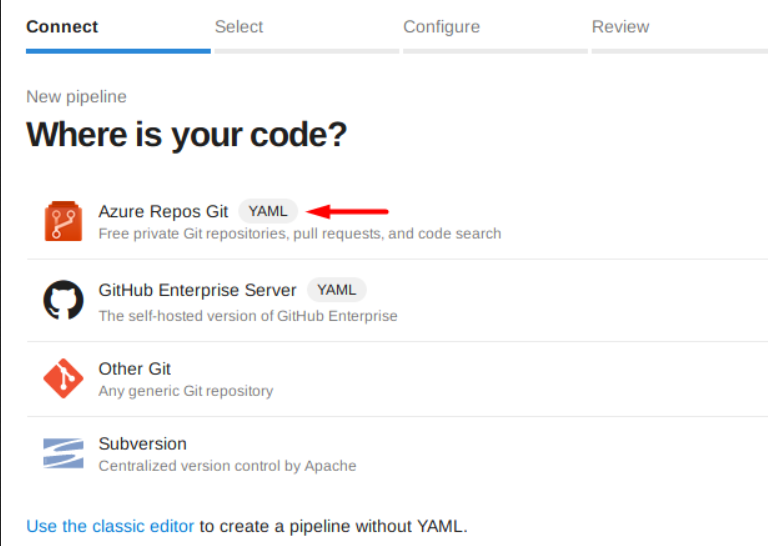 Connect Select Configure Review
New pipeline
Where is your code?
Azure Repos Git YAML
Free private Git repositories, pull requests, and code search
GitHub Enterprise Server YAML
The self-hosted version of GitHub Enterprise
Other Git
Any generic Git repository
Subversion
Centralized version control by Apache
Use the classic editor to create a pipeline without YAML.